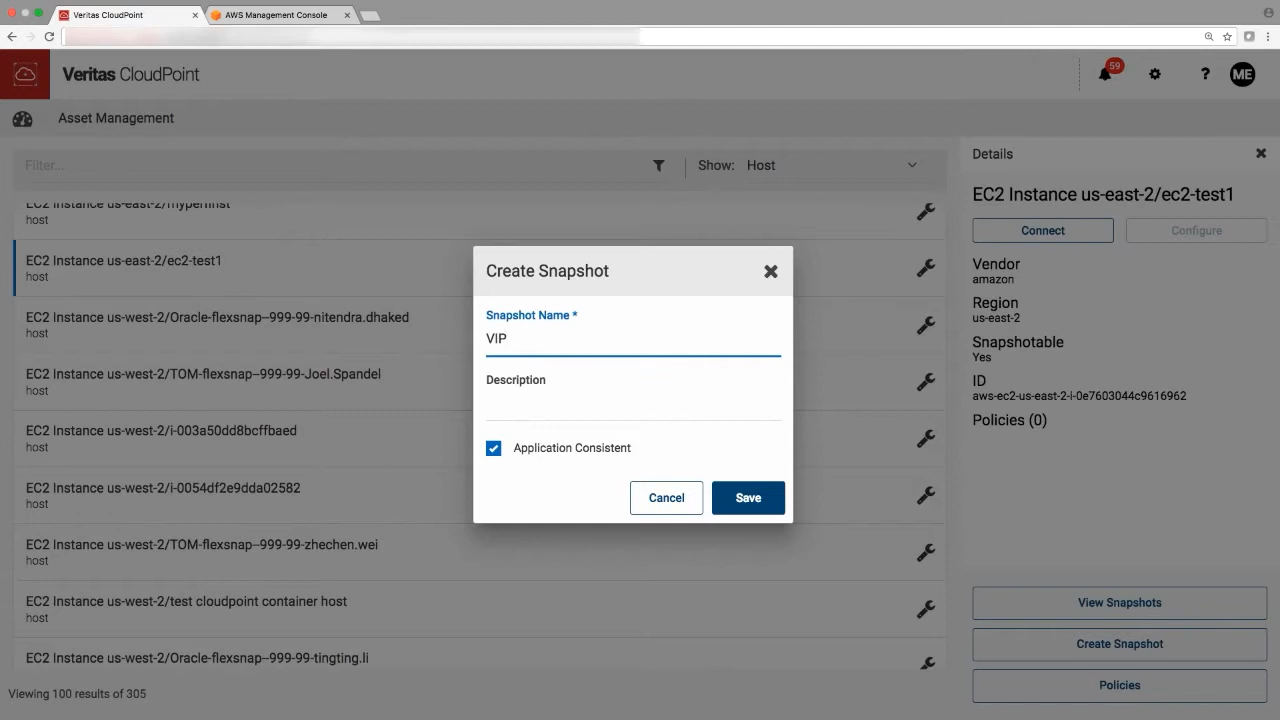 Veritas CloudPoint
AWS Management Console
Veritas CloudPoint
59
ME
Asset Management
Filter...
Show: Host
EC2 Instance us-east-2/myperfinst
host
EC2 Instance us-east-2/ec2-test1
host
EC2 Instance us-west-2/Oracle-flexsnap--999-99-nitendra.dhaked
host
EC2 Instance us-west-2/TOM-flexsnap--999-99-Joel.Spandel
host
EC2 Instance us-west-2/i-003a50dd8bcffbaed
host
EC2 Instance us-west-2/i-0054df2e9dda02582
host
EC2 Instance us-west-2/TOM-flexsnap--999-99-zhechen.wei
host
EC2 Instance us-west-2/test cloudpoint container host
host
EC2 Instance us-west-2/Oracle-flexsnap--999-99-tingting.li
Viewing 100 results of 305
Create Snapshot
Snapshot Name *
VIP
Description
Application Consistent
Cancel
Save
Details
EC2 Instance us-east-2/ec2-test1
Connect
Configure
Vendor
amazon
Region
us-east-2
Snapshotable
Yes
ID
aws-ec2-us-east-2-i-0e7603044c9616962
Policies (0)
View Snapshots
Create Snapshot
Policies